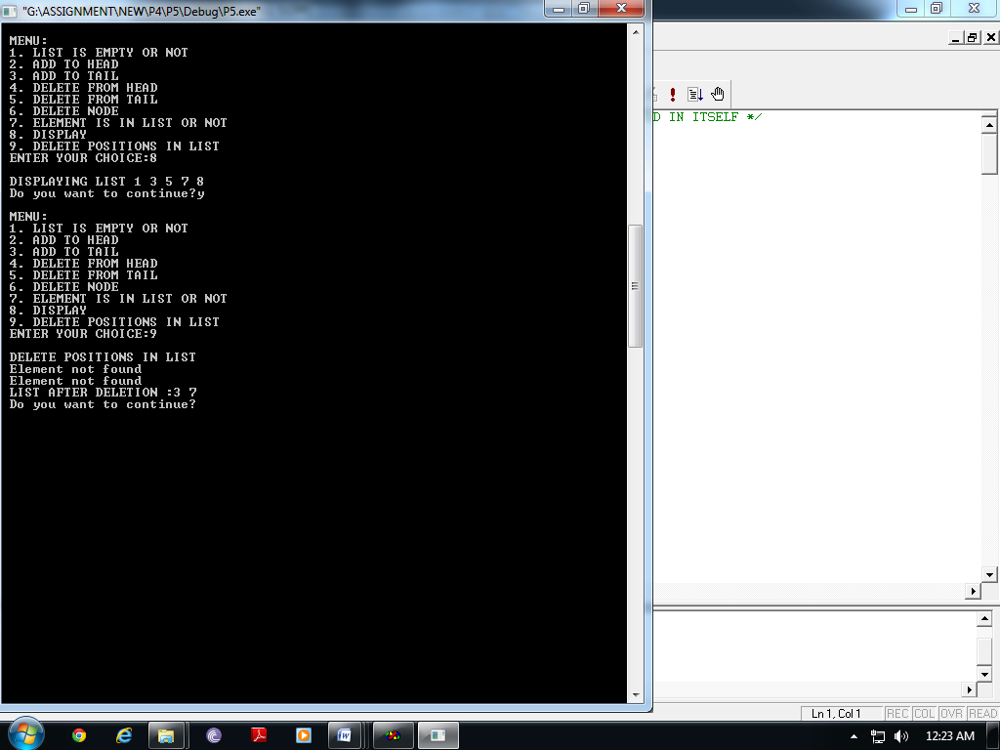 "G:\ASSIGNMENT\NEW\P4\P5\Debug\P5.exe"
MENU:
1. LIST IS EMPTY OR NOT
2. ADD TO HEAD
3. ADD TO TAIL
4. DELETE FROM HEAD
5. DELETE FROM TAIL
6. DELETE NODE
7. ELEMENT IS IN LIST OR NOT
8. DISPLAY
9. DELETE POSITIONS IN LIST
ENTER YOUR CHOICE:8
DISPLAYING LIST 1 3 5 7 8
Do you want to continue?y
MENU:
1. LIST IS EMPTY OR NOT
2. ADD TO HEAD
3. ADD TO TAIL
4. DELETE FROM HEAD
5. DELETE FROM TAIL
6. DELETE NODE
7. ELEMENT IS IN LIST OR NOT
8. DISPLAY
9. DELETE POSITIONS IN LIST
ENTER YOUR CHOICE:9
DELETE POSITIONS IN LIST
Element not found
Element not found
LIST AFTER DELETION :3 7
Do you want to continue?
D IN ITSELF */
Ln 1, Col 1 REC COL OVR READ
12:23 AM